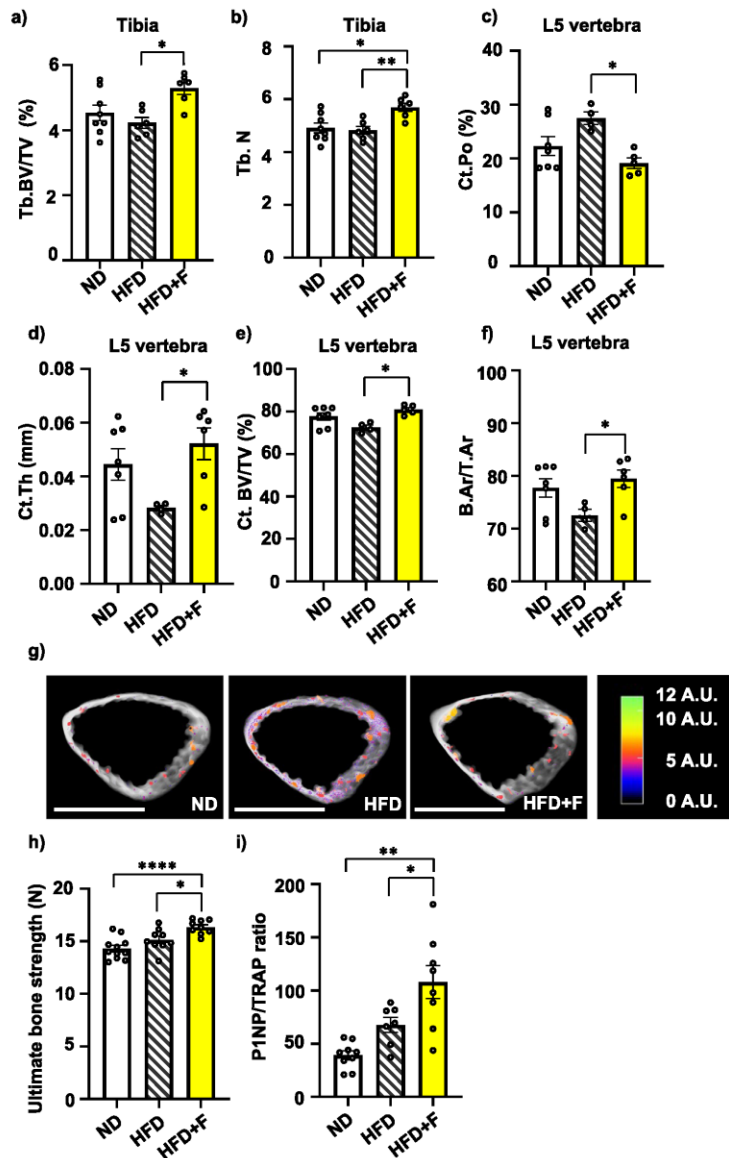 a)
Tibia
*
Tb.BV/TV (%)
6
4
2
0
ND
HFD
HFD+F
b)
Tibia
*
**
Tb. N
8
6
4
2
0
ND
HFD
HFD+F
c)
L5 vertebra
*
Ct.Po (%)
40
30
20
10
0
ND
HFD
HFD+F
d)
L5 vertebra
*
Ct.Th (mm)
0.08
0.06
0.04
0.02
0.00
ND
HFD
HFD+F
e)
L5 vertebra
*
Ct. BV/TV (%)
100
80
60
40
20
0
ND
HFD
HFD+F
f)
L5 vertebra
*
B.Ar/T.Ar
100
90
80
70
60
ND
HFD
HFD+F
g)
ND
HFD
HFD+F
12 A.U.
10 A.U.
5 A.U.
0 A.U.
h)
****
*
Ultimate bone strength (N)
20
15
10
5
0
ND
HFD
HFD+F
i)
**
*
P1NP/TRAP ratio
200
150
100
50
0
ND
HFD
HFD+F